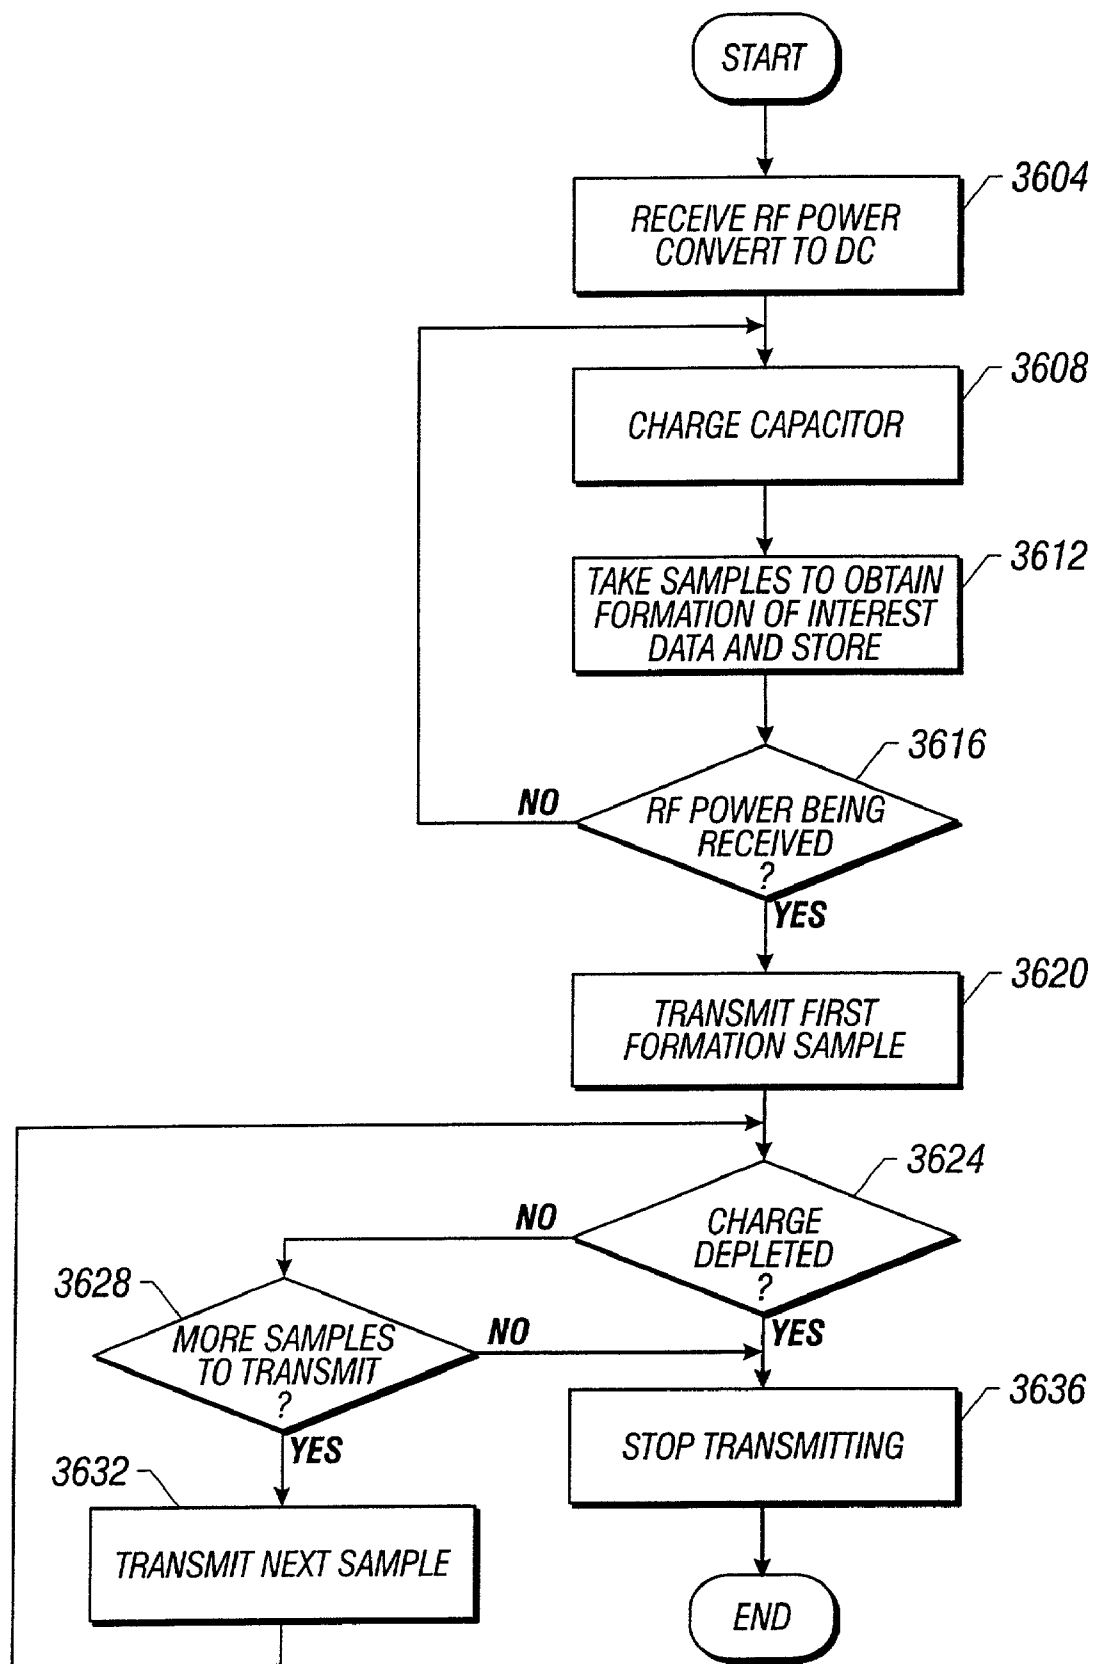 START
3604
RECEIVE RF POWER
CONVERT TO DC
3608
CHARGE CAPACITOR
3612
TAKE SAMPLES TO OBTAIN
FORMATION OF INTEREST
DATA AND STORE
3616
NO
RF POWER BEING
RECEIVED
?
YES
3620
TRANSMIT FIRST
FORMATION SAMPLE
3624
NO
CHARGE
DEPLETED
?
YES
3628
MORE SAMPLES
TO TRANSMIT
?
NO
YES
3636
STOP TRANSMITTING
3632
TRANSMIT NEXT SAMPLE
END